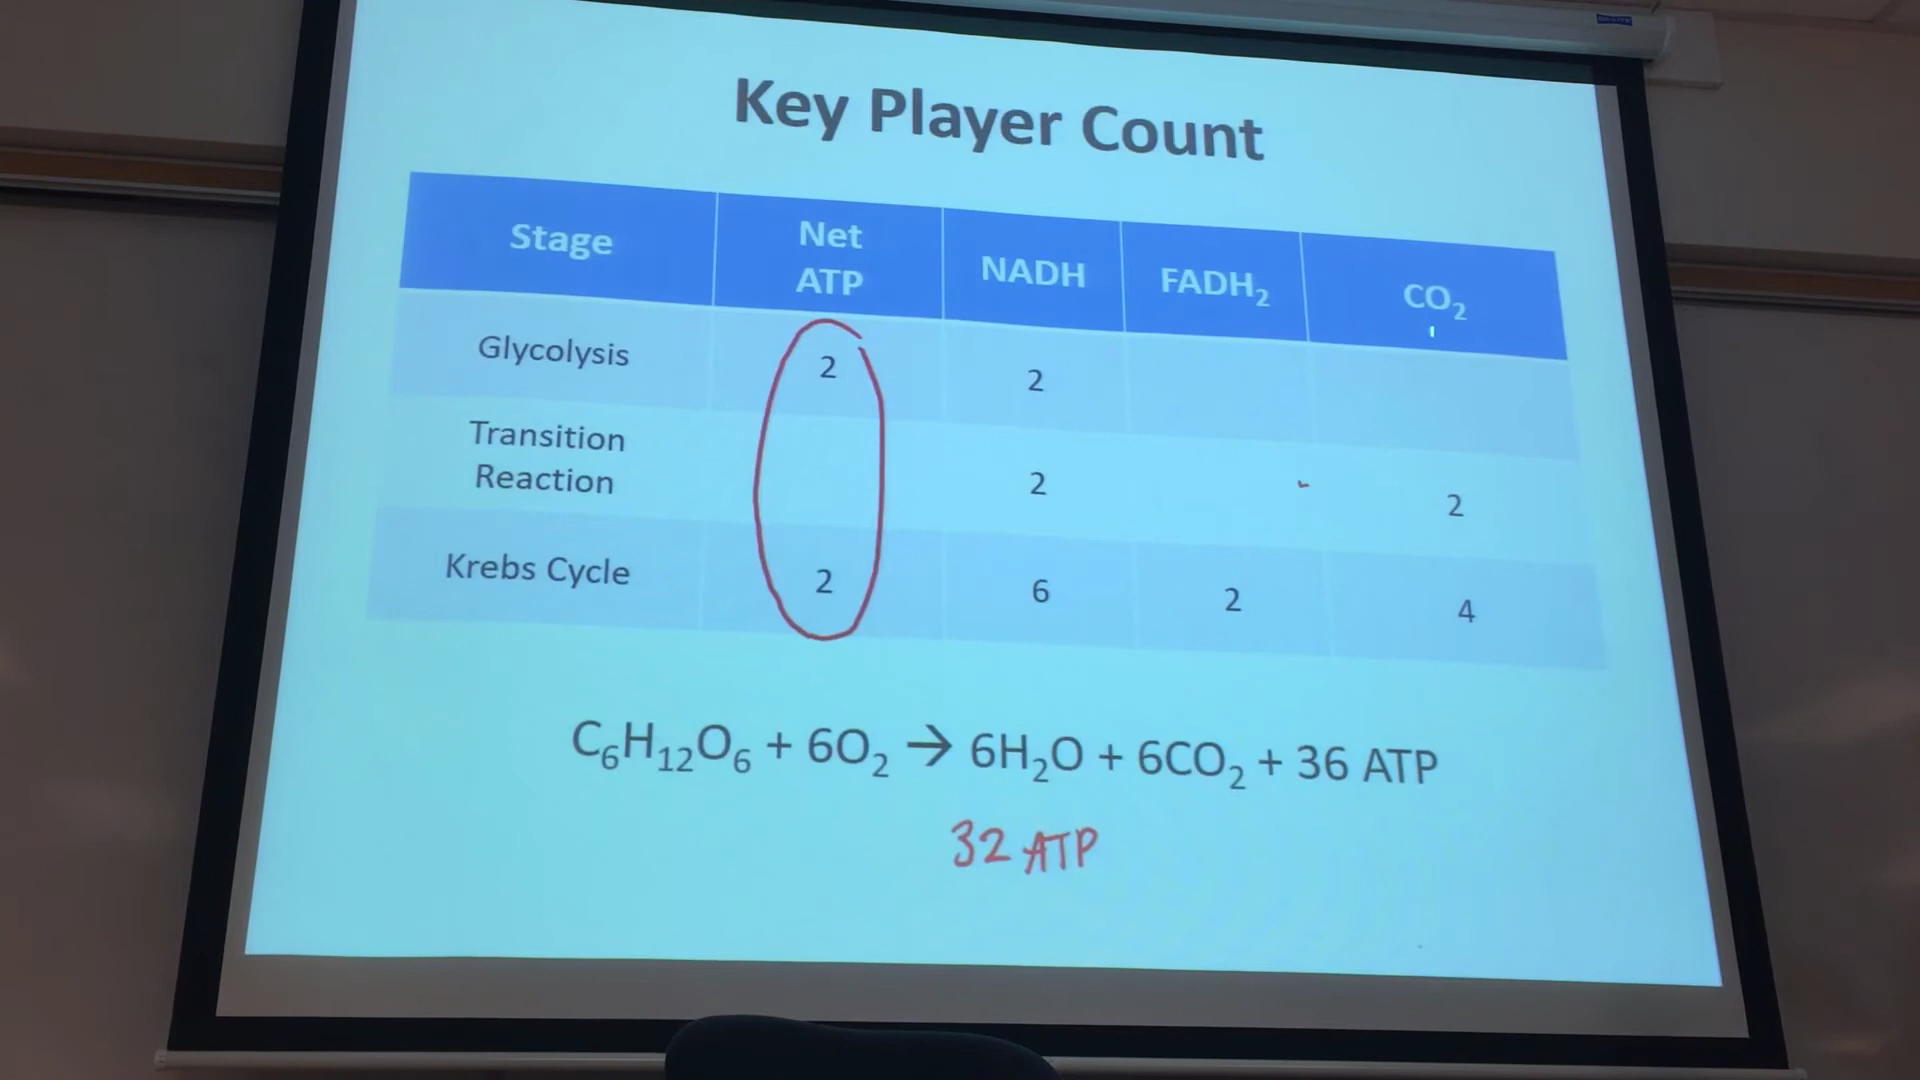 Key Player Count
Stage Net ATP NADH FADH₂ CO₂
Glycolysis 2 2
Transition Reaction 2 2
Krebs Cycle 2 6 2 4
C₆H₁₂O₆ + 6O₂ → 6H₂O + 6CO₂ + 36 ATP
32 ATP